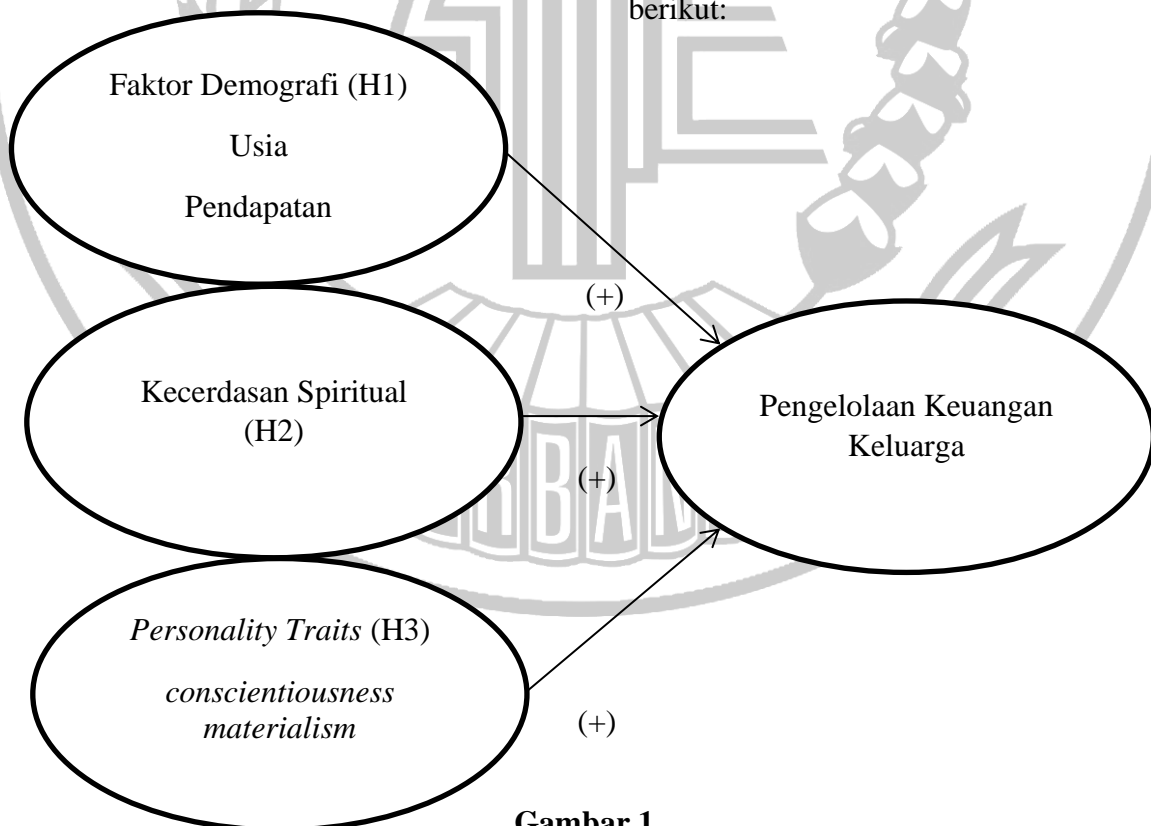 berikut:
Faktor Demografi (H1)
Usia
Pendapatan
(+)
Kecerdasan Spiritual
(H2)
Pengelolaan Keuangan
Keluarga
(+)
Personality Traits (H3)
conscientiousness
materialism
(+)
Gambar 1